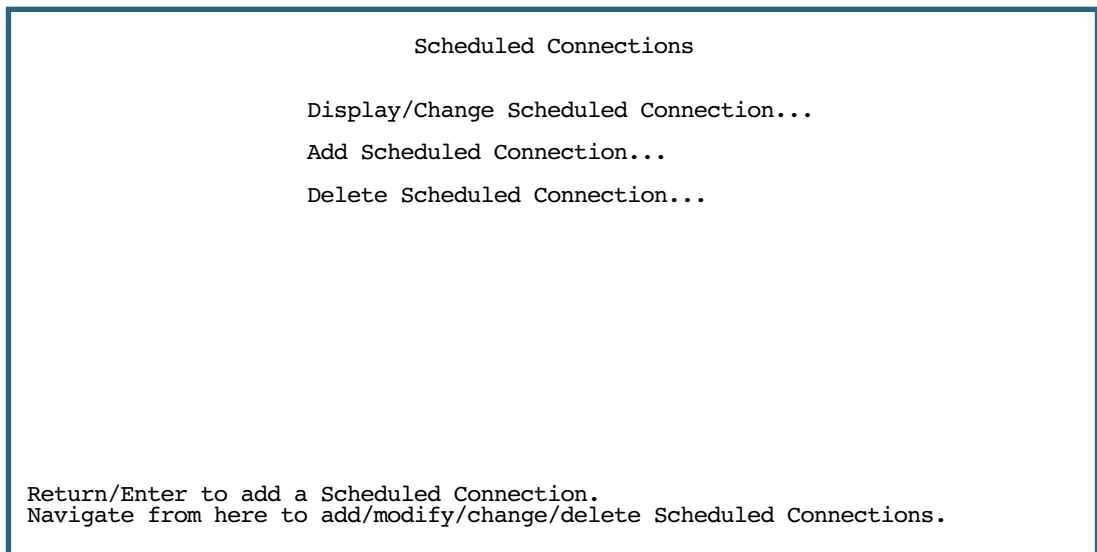 Scheduled Connections
Display/Change Scheduled Connection...
Add Scheduled Connection...
Delete Scheduled Connection...
Return/Enter to add a Scheduled Connection.
Navigate from here to add/modify/change/delete Scheduled Connections.